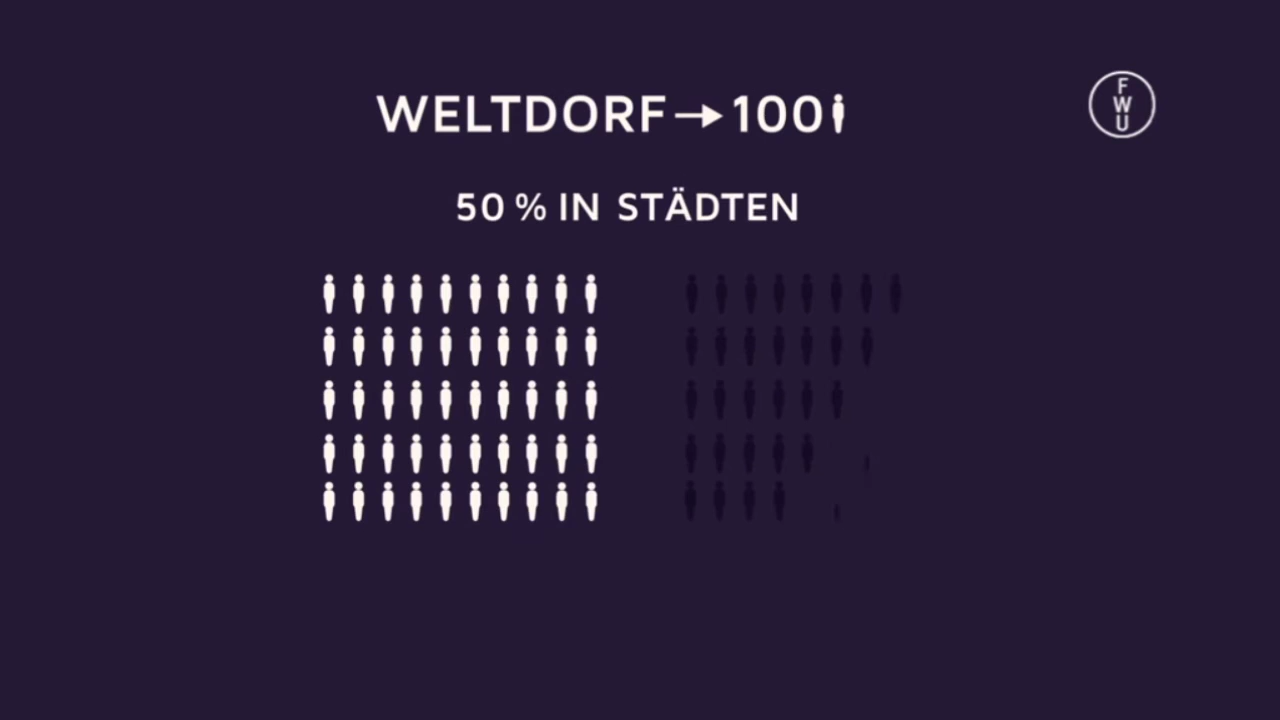 WELTDORF→100
50 % IN STÄDTEN
F
W
U